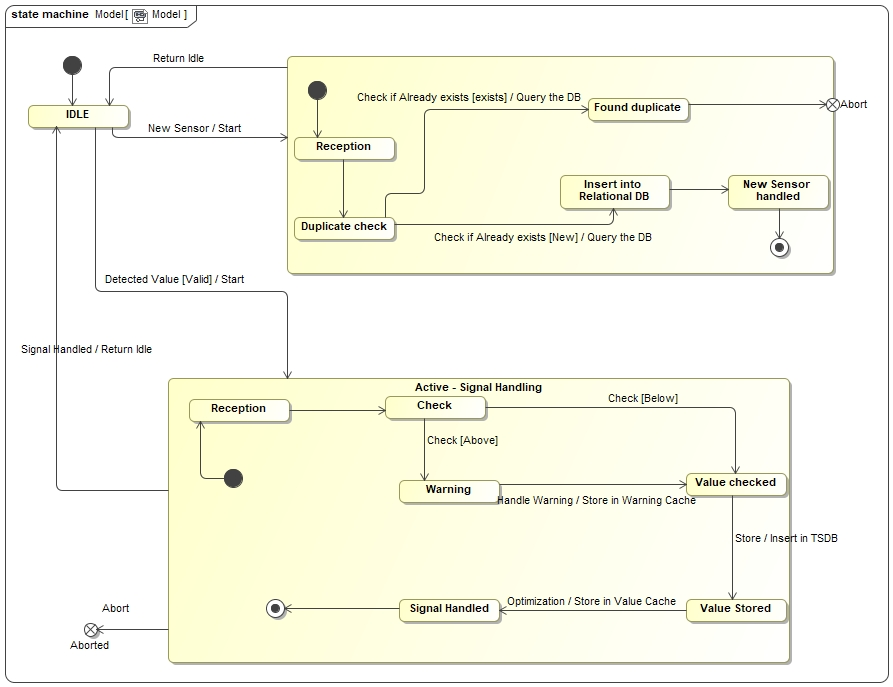 state machine Model [ Model ]
Return Idle
IDLE
New Sensor / Start
Check if Already exists [exists] / Query the DB
Found duplicate
Abort
Reception
Insert into
Relational DB
New Sensor
handled
Duplicate check
Check if Already exists [New] / Query the DB
Detected Value [Valid] / Start
Signal Handled / Return Idle
Active - Signal Handling
Reception
Check
Check [Below]
Check [Above]
Warning
Value checked
Handle Warning / Store in Warning Cache
Store / Insert in TSDB
Signal Handled
Optimization / Store in Value Cache
Value Stored
Abort
Aborted